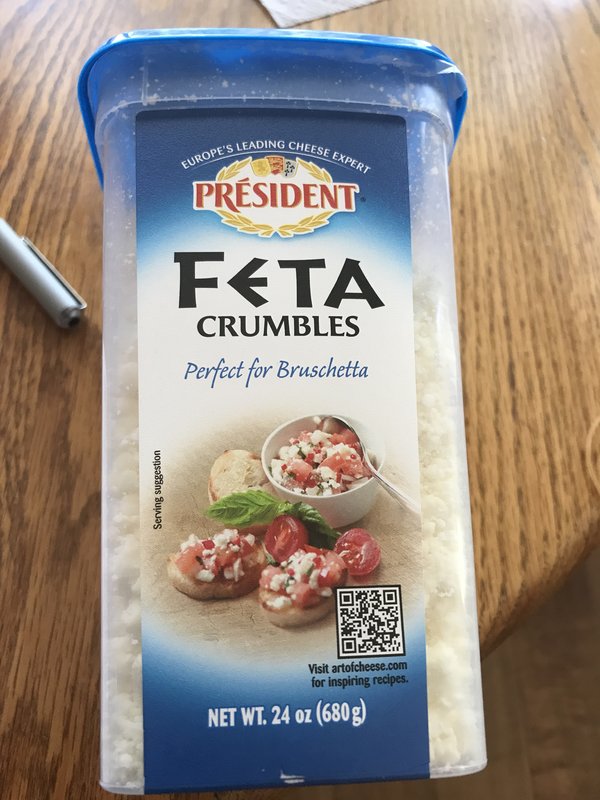 EUROPE'S LEADING CHEESE EXPERT
PRÉSIDENT®
FETA
CRUMBLES
Perfect for Bruschetta
Serving suggestion
Visit artofcheese.com
for inspiring recipes.
NET WT. 24 oz (680g)